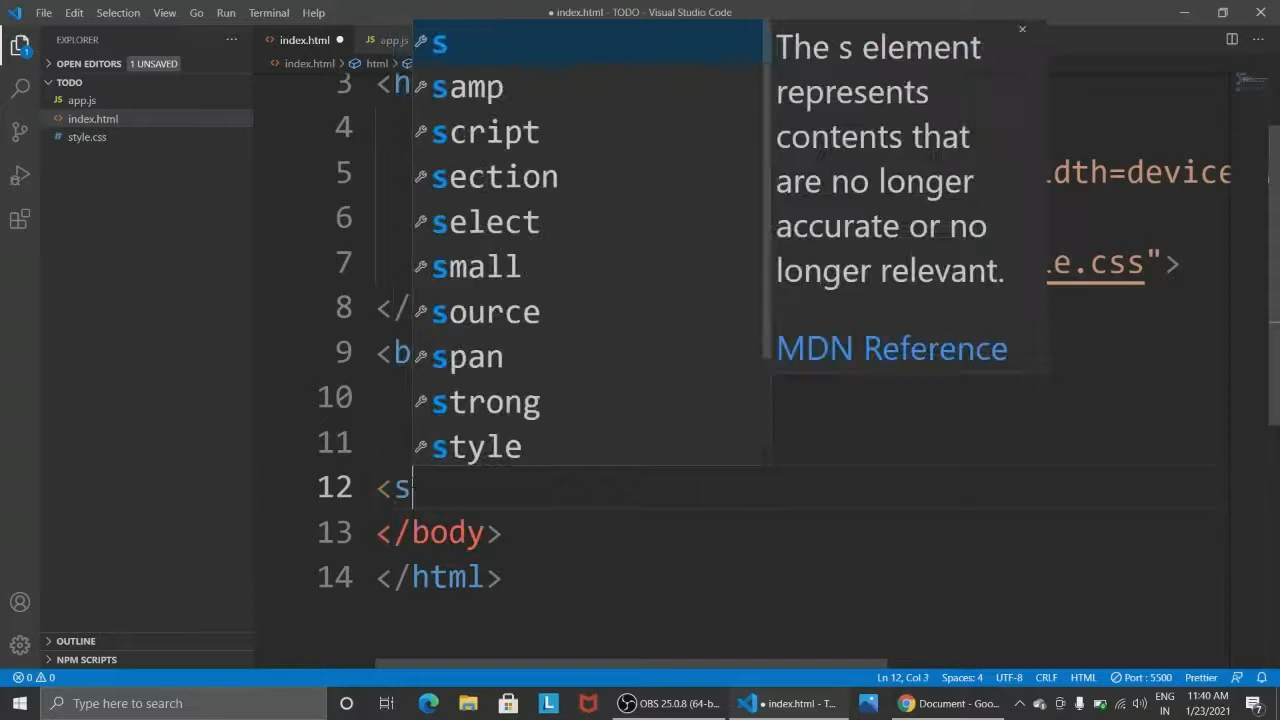 File Edit Selection View Go Run Terminal Help
● index.html - TODO - Visual Studio Code
EXPLORER
OPEN EDITORS 1 UNSAVED
TODO
JS app.js
<> index.html
# style.css
OUTLINE
NPM SCRIPTS
<> index.html ●
JS app.js
<> index.html > html >
3 <h
4
5 idth=device
6
7 e.css">
8 </
9 <b
10
11
12 <s
13 </body>
14 </html>
s
samp
script
section
select
small
source
span
strong
style
The s element
represents
contents that
are no longer
accurate or no
longer relevant.
MDN Reference
0 0
Ln 12, Col 3 Spaces: 4 UTF-8 CRLF HTML Port : 5500 Prettier
Type here to search
L
OBS 25.0.8 (64-b...
● index.html - T...
Document - Goo...
ENG
IN
11:40 AM
1/23/2021